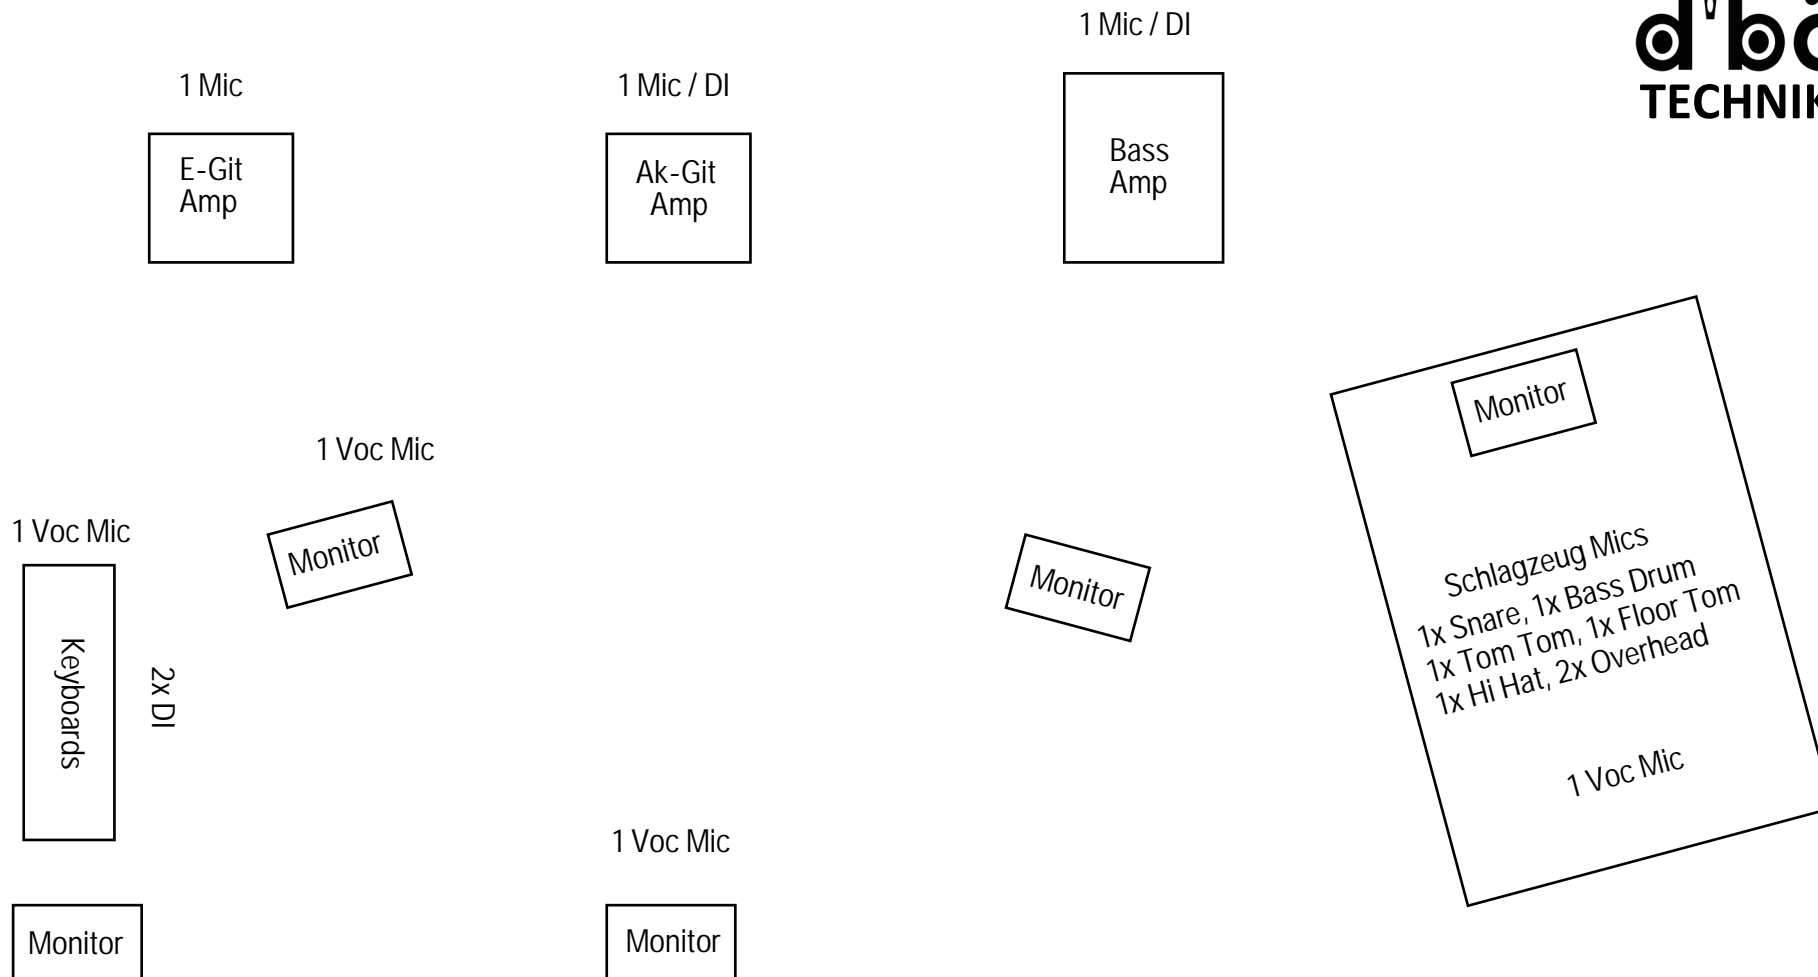 1 Mic / DI
1 Mic
1 Mic / DI
TECHNIK
E-Git
Amp
Ak-Git
Amp
Bass
Amp
Monitor
1 Voc Mic
1 Voc Mic
Monitor
Monitor
Keyboards
2x DI
Schlagzeug Mics
1x Snare, 1x Bass Drum
1x Tom Tom, 1x Floor Tom
1x Hi Hat, 2x Overhead
1 Voc Mic
1 Voc Mic
Monitor
Monitor